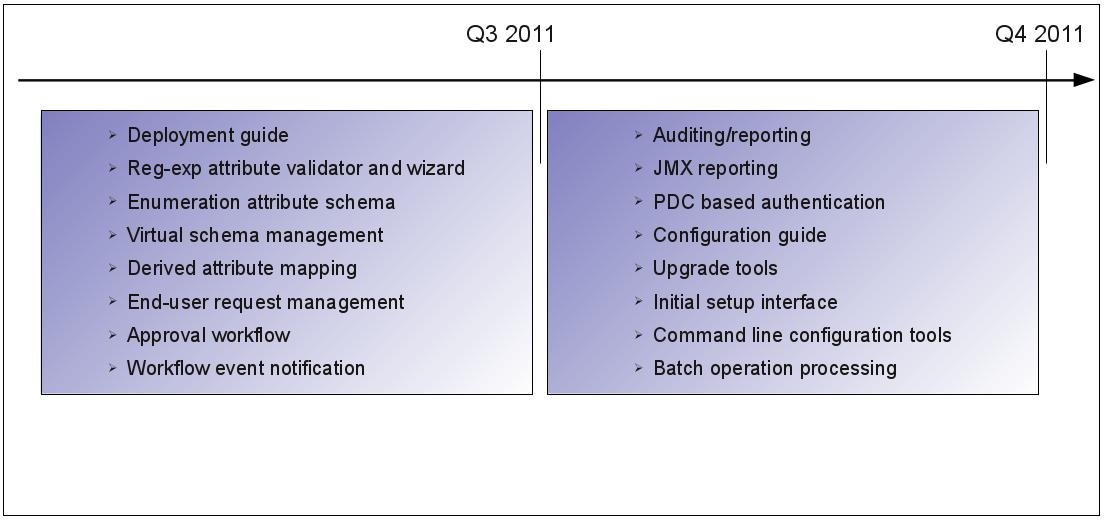 Q3 2011
Q4 2011
Deployment guide
Reg-exp attribute validator and wizard
Enumeration attribute schema
Virtual schema management
Derived attribute mapping
End-user request management
Approval workflow
Workflow event notification
Auditing/reporting
JMX reporting
PDC based authentication
Configuration guide
Upgrade tools
Initial setup interface
Command line configuration tools
Batch operation processing